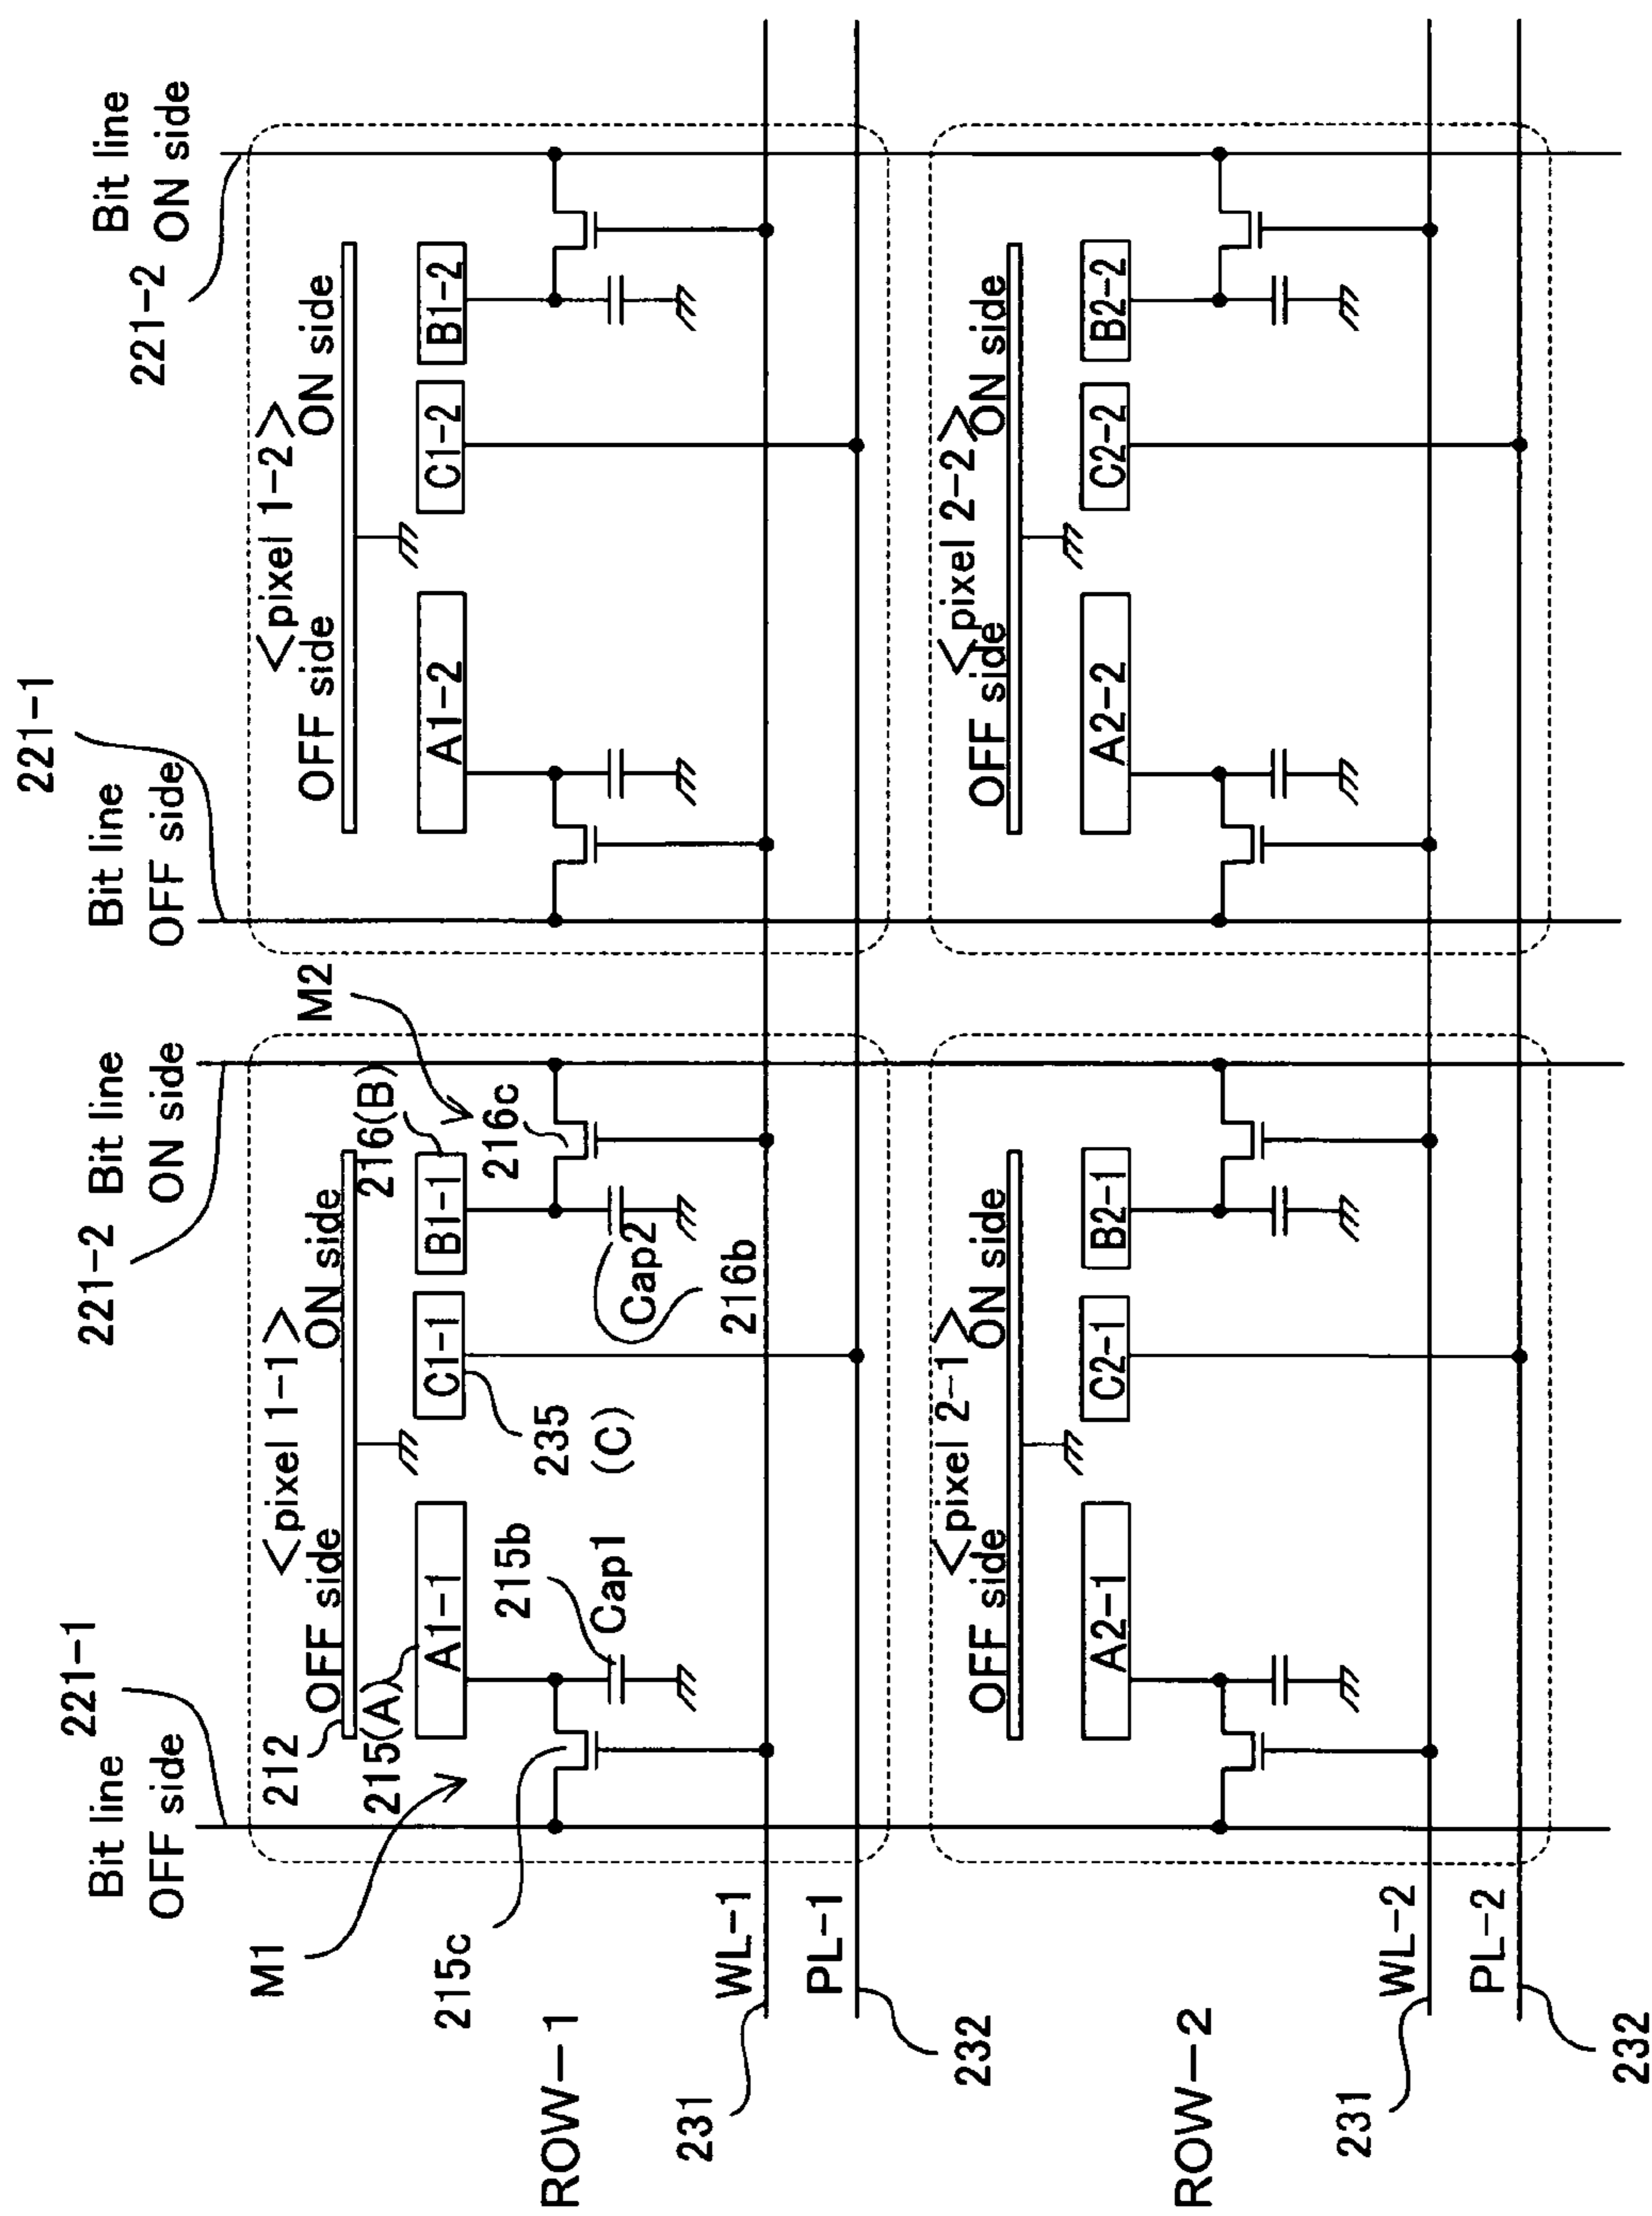 221-1
Bit line
OFF side
221-2
Bit line
ON side
221-1
Bit line
OFF side
221-2
Bit line
ON side
M1
212
<pixel 1-1>
OFF side
ON side
215(A)
A1-1
C1-1
B1-1
216(B)
M2
215c
215b
Cap1
235
(C)
Cap2
216b
216c
<pixel 1-2>
OFF side
ON side
A1-2
C1-2
B1-2
ROW-1
WL-1
231
PL-1
232
<pixel 2-1>
OFF side
ON side
A2-1
C2-1
B2-1
<pixel 2-2>
OFF side
ON side
A2-2
C2-2
B2-2
ROW-2
WL-2
231
PL-2
232